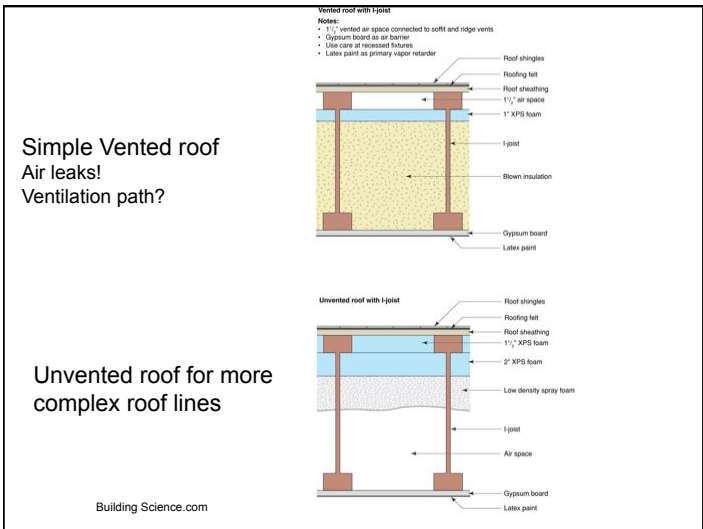 Vented roof with I-joist
Notes:
• 1¹/₂" vented air space connected to soffit and ridge vents
• Gypsum board as air barrier
• Use care at recessed fixtures
• Latex paint as primary vapor retarder
Roof shingles
Roofing felt
Roof sheathing
1¹/₂" air space
1" XPS foam
I-joist
Blown insulation
Gypsum board
Latex paint
Simple Vented roof
Air leaks!
Ventilation path?
Unvented roof with I-joist
Roof shingles
Roofing felt
Roof sheathing
1¹/₂" XPS foam
2" XPS foam
Low density spray foam
I-joist
Air space
Gypsum board
Latex paint
Unvented roof for more
complex roof lines
Building Science.com